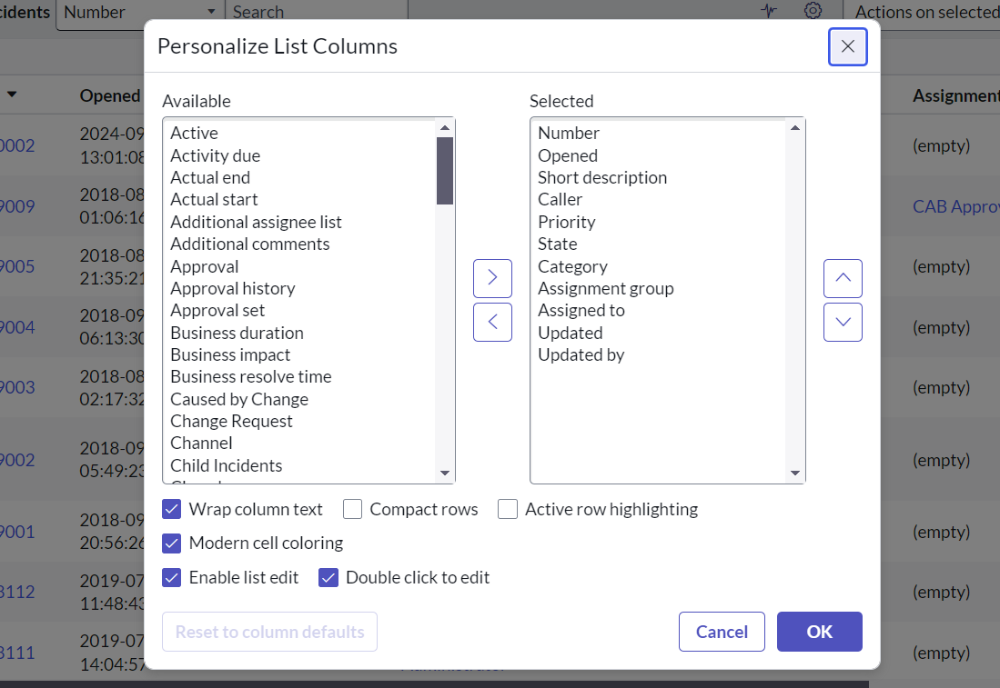 cidents Number Search Actions on selected
Personalize List Columns
Opened
Assignment
Available
Selected
Active
Activity due
Actual end
Actual start
Additional assignee list
Additional comments
Approval
Approval history
Approval set
Business duration
Business impact
Business resolve time
Caused by Change
Change Request
Channel
Child Incidents
Number
Opened
Short description
Caller
Priority
State
Category
Assignment group
Assigned to
Updated
Updated by
Wrap column text Compact rows Active row highlighting
Modern cell coloring
Enable list edit Double click to edit
Reset to column defaults Cancel OK
0002 2024-09 (empty)
13:01:08
9009 2018-08 CAB Approv
01:06:16
9005 2018-08 (empty)
21:35:21
9004 2018-09 (empty)
06:13:30
9003 2018-08 (empty)
02:17:32
9002 2018-09 (empty)
05:49:23
9001 2018-09 (empty)
20:56:26
3112 2019-07 (empty)
11:48:43
3111 2019-07 (empty)
14:04:57